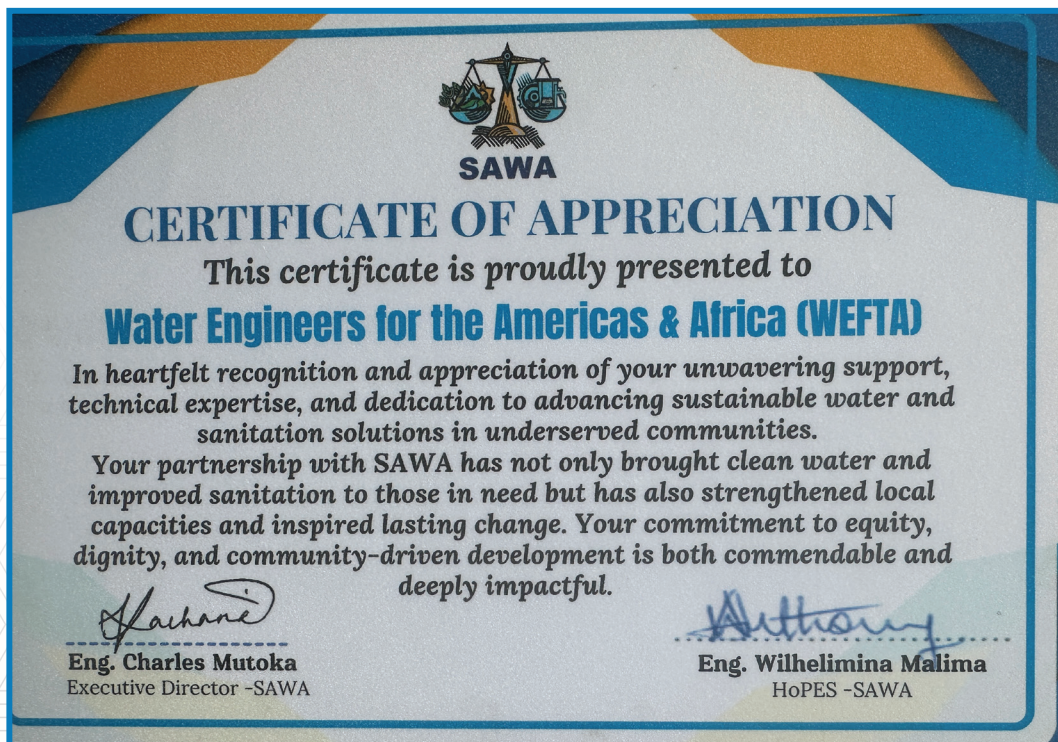 SAWA
CERTIFICATE OF APPRECIATION
This certificate is proudly presented to
Water Engineers for the Americas & Africa (WEFTA)
In heartfelt recognition and appreciation of your unwavering support,
technical expertise, and dedication to advancing sustainable water and
sanitation solutions in underserved communities.
Your partnership with SAWA has not only brought clean water and
improved sanitation to those in need but has also strengthened local
capacities and inspired lasting change. Your commitment to equity,
dignity, and community-driven development is both commendable and
deeply impactful.
Eng. Charles Mutoka
Executive Director -SAWA
Anthony
Eng. Wilhelimina Malima
HoPES -SAWA